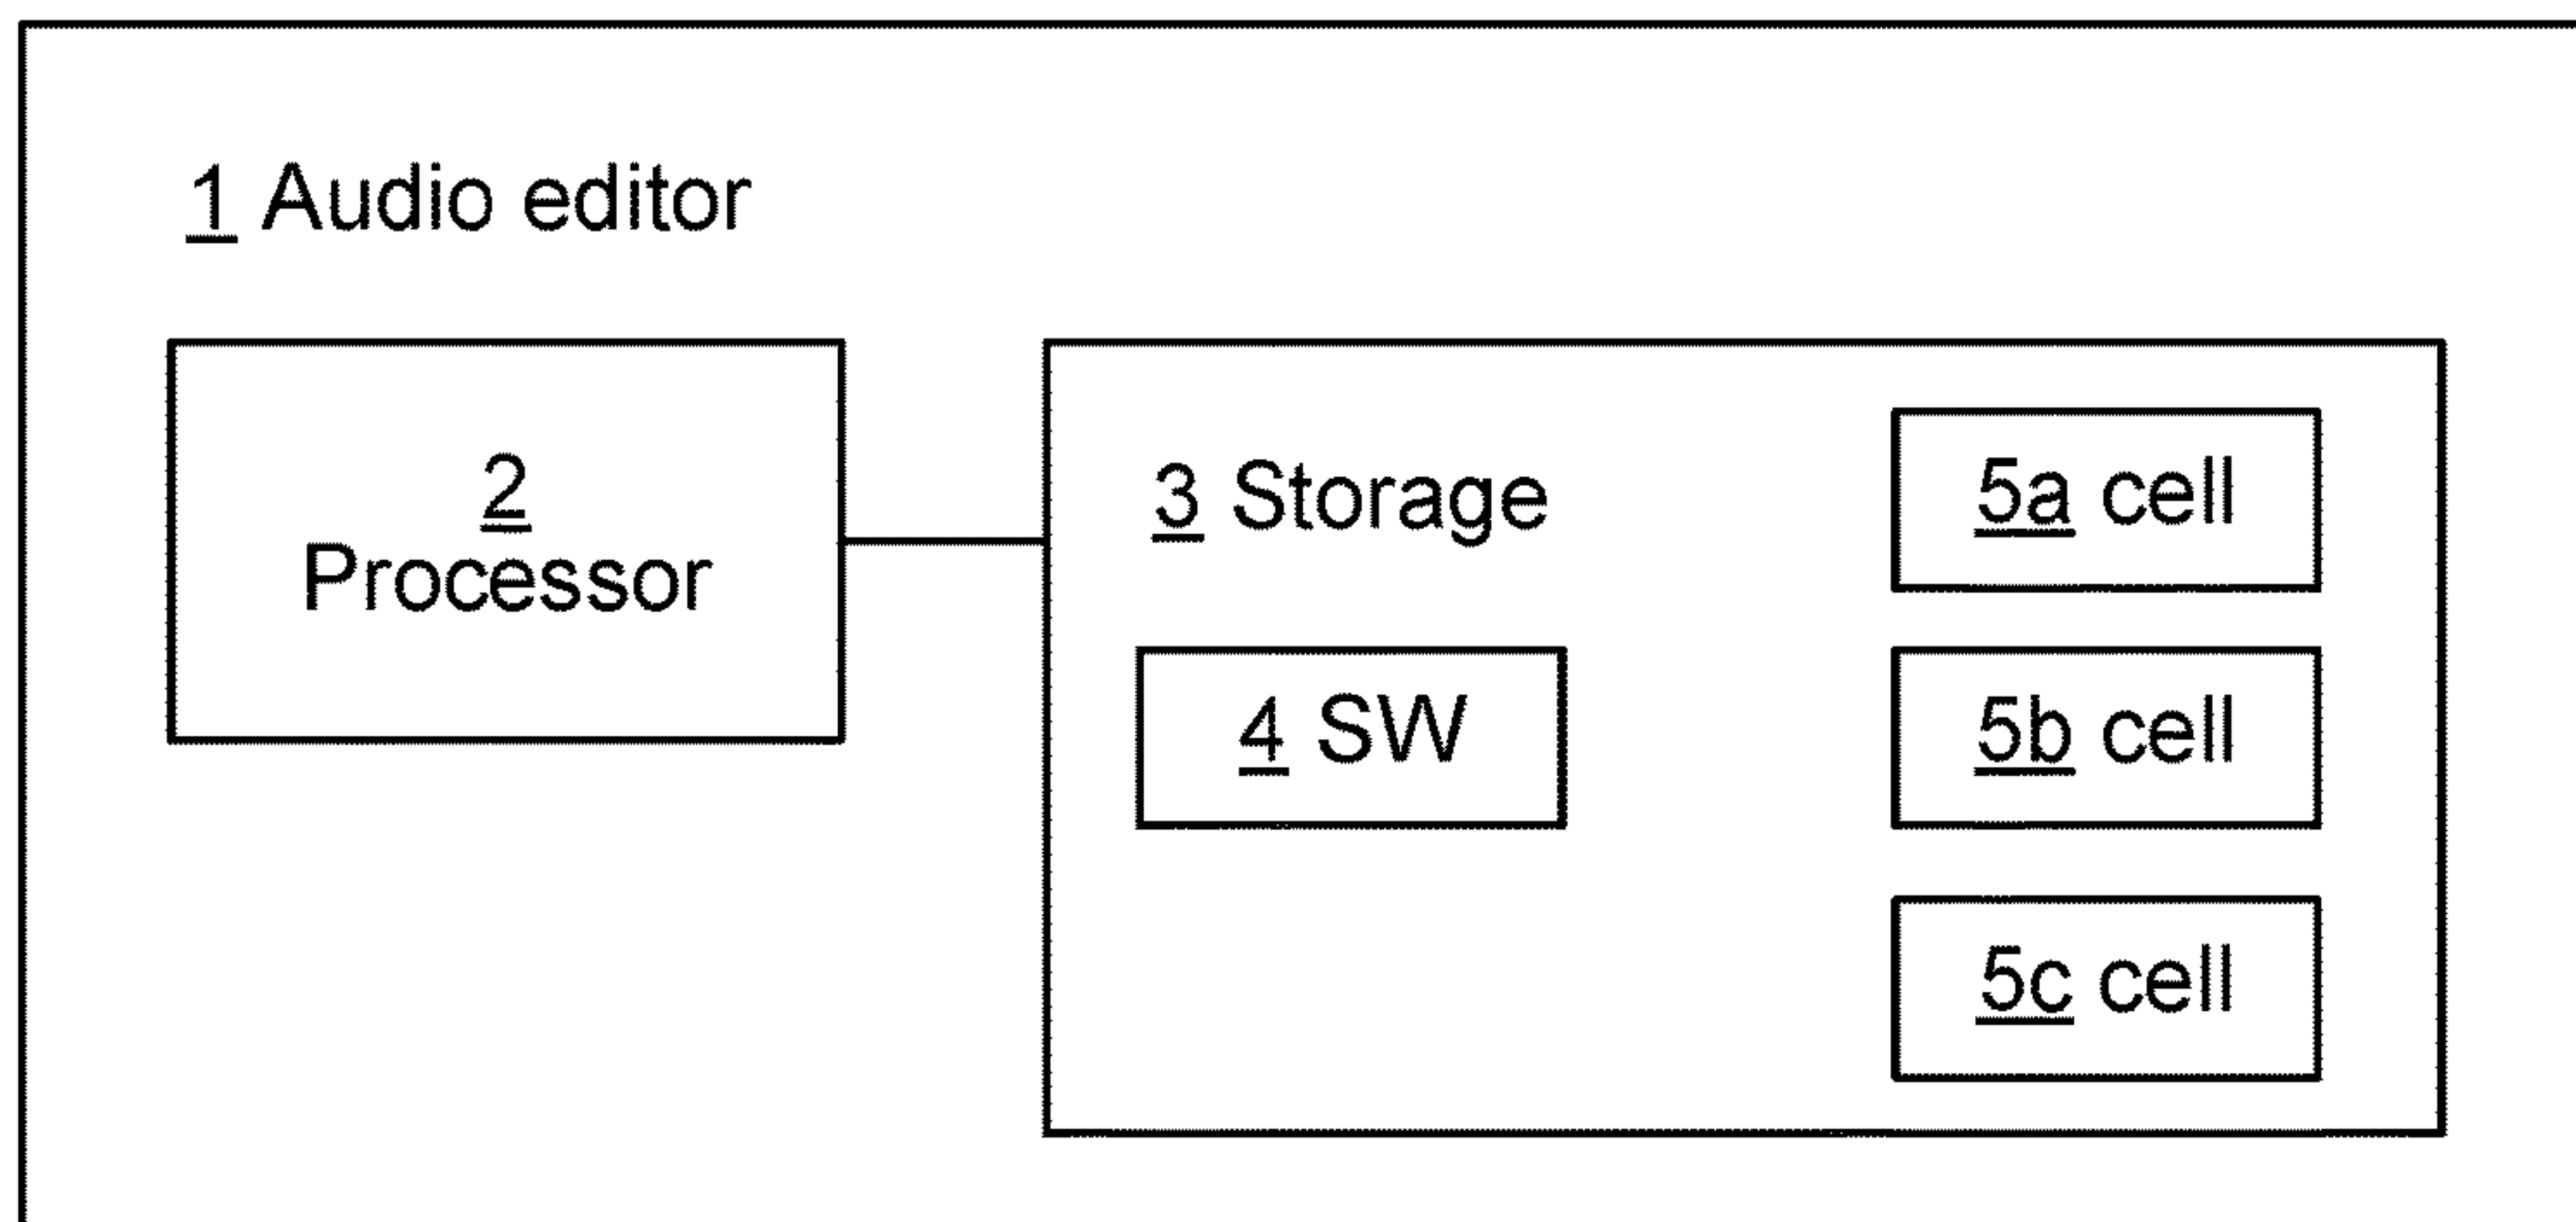 1 Audio editor
2
Processor
3 Storage
4 SW
5a cell
5b cell
5c cell